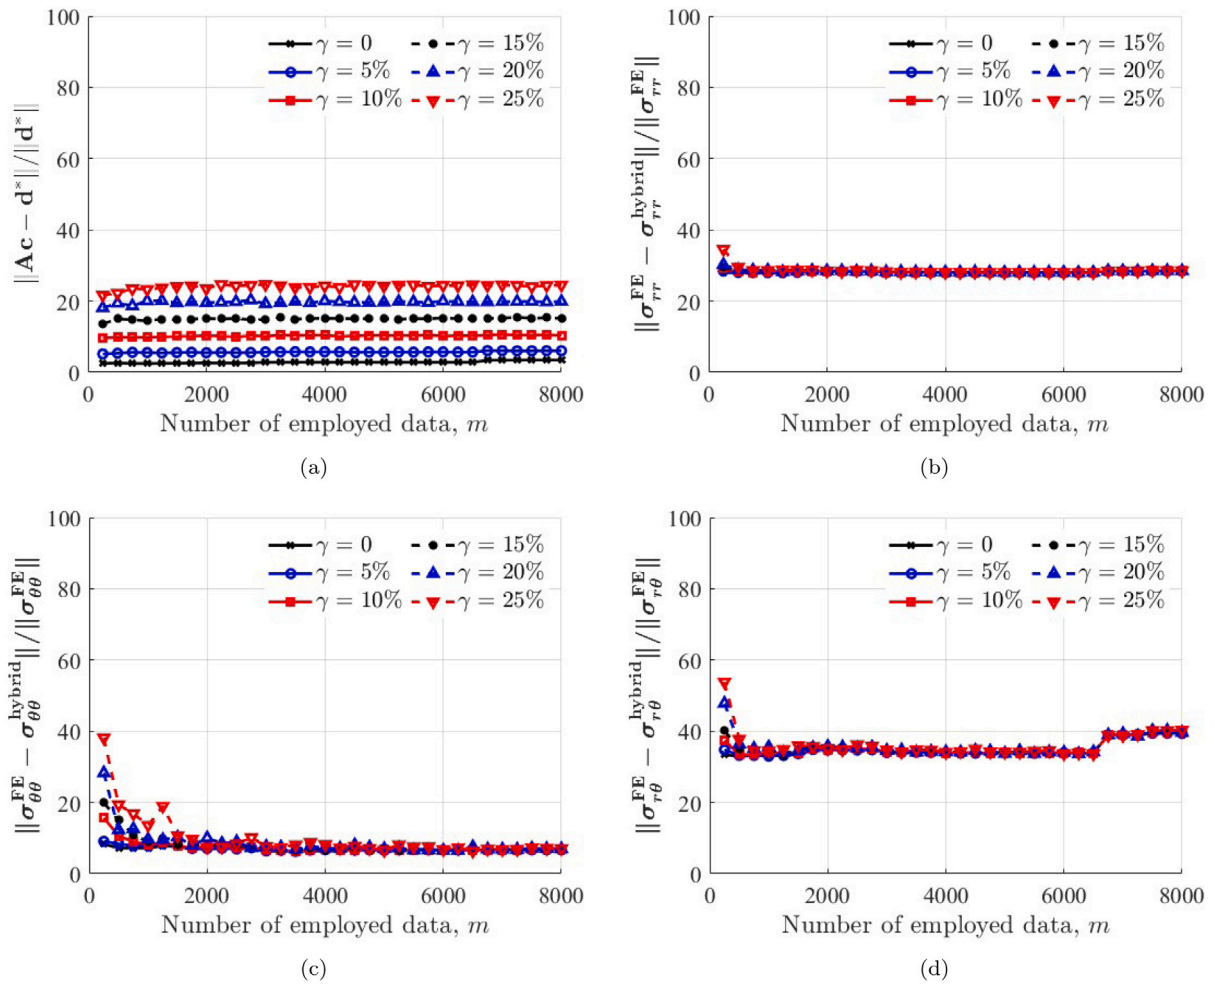 100
80
60
40
20
0
‖Ac − d*‖/‖d*‖
γ = 0 γ = 15%
γ = 5% γ = 20%
γ = 10% γ = 25%
0 2000 4000 6000 8000
Number of employed data, m
(a)
100
80
60
40
20
0
‖σ_rr^FE − σ_rr^hybrid‖/‖σ_rr^FE‖
γ = 0 γ = 15%
γ = 5% γ = 20%
γ = 10% γ = 25%
0 2000 4000 6000 8000
Number of employed data, m
(b)
100
80
60
40
20
0
‖σ_θθ^FE − σ_θθ^hybrid‖/‖σ_θθ^FE‖
γ = 0 γ = 15%
γ = 5% γ = 20%
γ = 10% γ = 25%
0 2000 4000 6000 8000
Number of employed data, m
(c)
100
80
60
40
20
0
‖σ_rθ^FE − σ_rθ^hybrid‖/‖σ_rθ^FE‖
γ = 0 γ = 15%
γ = 5% γ = 20%
γ = 10% γ = 25%
0 2000 4000 6000 8000
Number of employed data, m
(d)